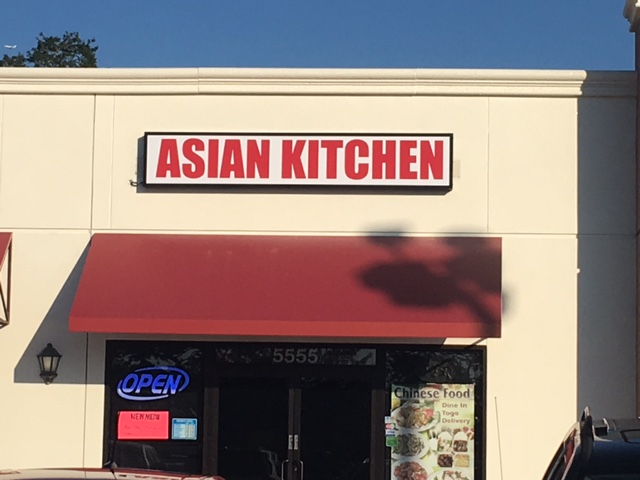 ASIAN KITCHEN
5555
OPEN
NEW MENU
Chinese Food
Dine In
Togo
Delivery